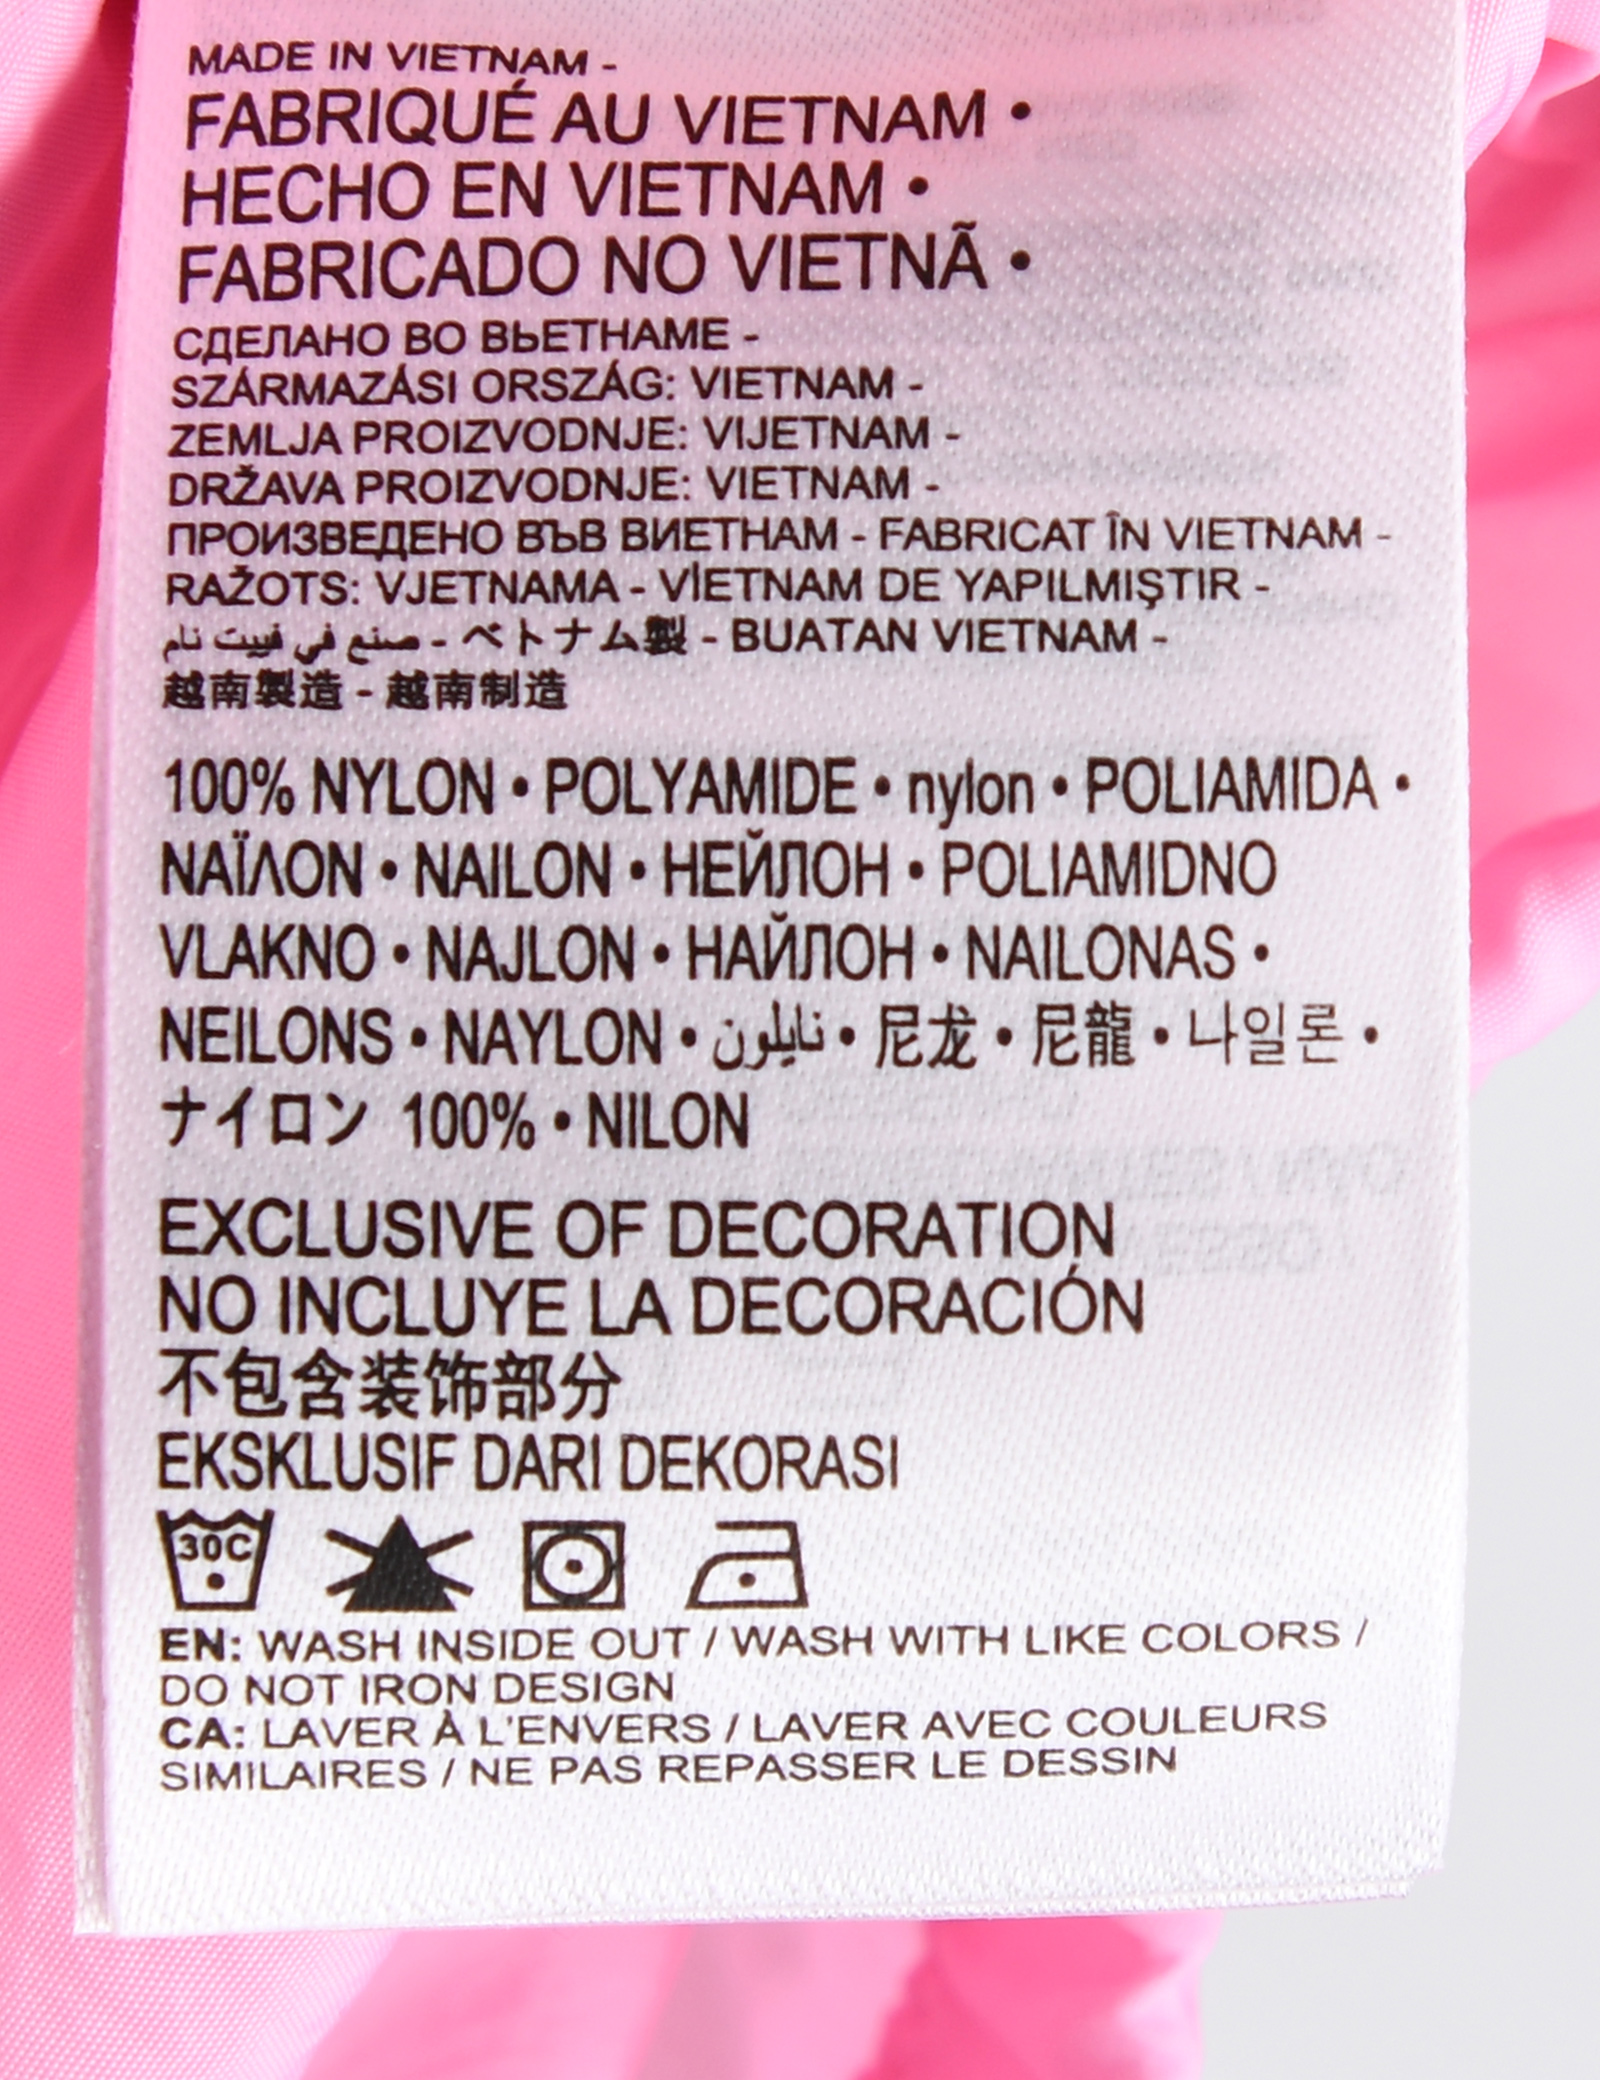 MADE IN VIETNAM -
FABRIQUÉ AU VIETNAM •
HECHO EN VIETNAM •
FABRICADO NO VIETNÃ •
СДЕЛАНО ВО ВЬЕТНАМЕ -
SZÁRMAZÁSI ORSZÁG: VIETNAM -
ZEMLJA PROIZVODNJE: VIJETNAM -
DRŽAVA PROIZVODNJE: VIETNAM -
ПРОИЗВЕДЕНО ВЪВ ВИЕТНАМ - FABRICAT ÎN VIETNAM -
RAŽOTS: VJETNAMA - VİETNAM DE YAPILMIŞTIR -
صنع في فييت نام - ベトナム製 - BUATAN VIETNAM -
越南製造 - 越南制造
100% NYLON • POLYAMIDE • nylon • POLIAMIDA •
ΝΑΪΛΟΝ • NAILON • НЕЙЛОН • POLIAMIDNO
VLAKNO • NAJLON • НАЙЛОН • NAILONAS •
NEILONS • NAYLON • نايلون • 尼龙 • 尼龍 • 나일론 •
ナイロン 100% • NILON
EXCLUSIVE OF DECORATION
NO INCLUYE LA DECORACIÓN
不包含装饰部分
EKSKLUSIF DARI DEKORASI
30C
EN: WASH INSIDE OUT / WASH WITH LIKE COLORS /
DO NOT IRON DESIGN
CA: LAVER À L'ENVERS / LAVER AVEC COULEURS
SIMILAIRES / NE PAS REPASSER LE DESSIN